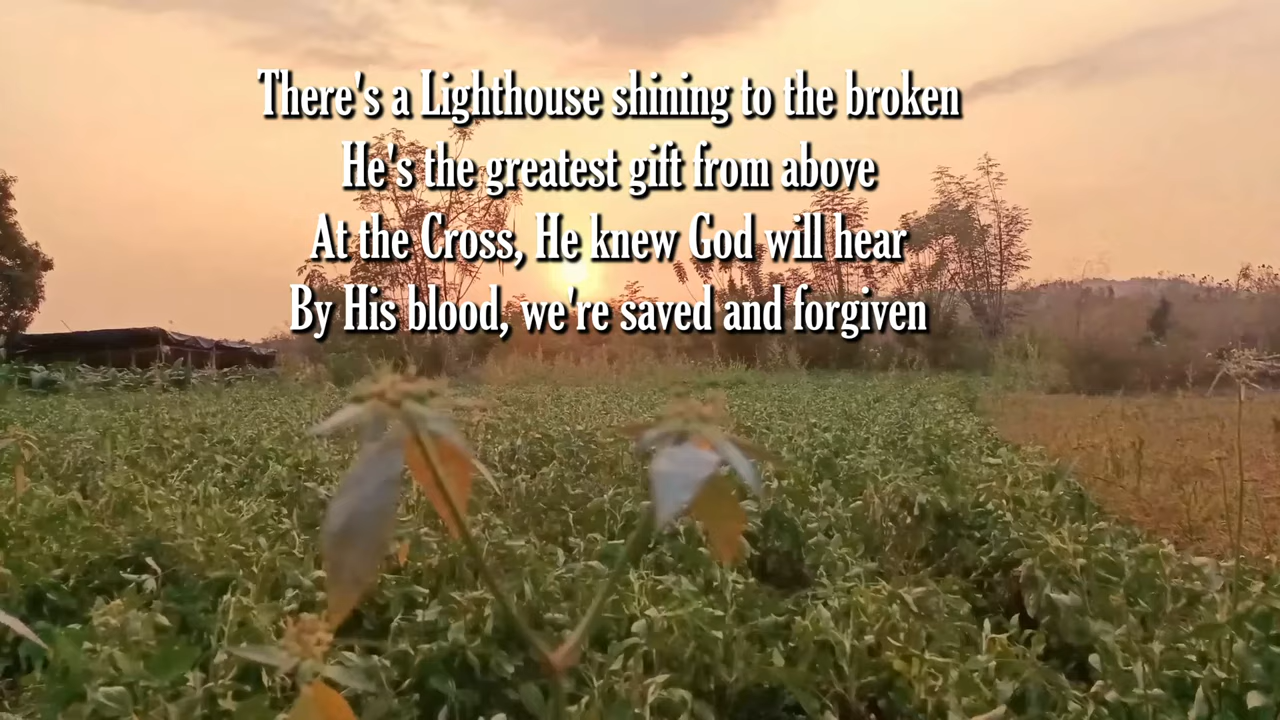 There's a Lighthouse shining to the broken
He's the greatest gift from above
At the Cross, He knew God will hear
By His blood, we're saved and forgiven